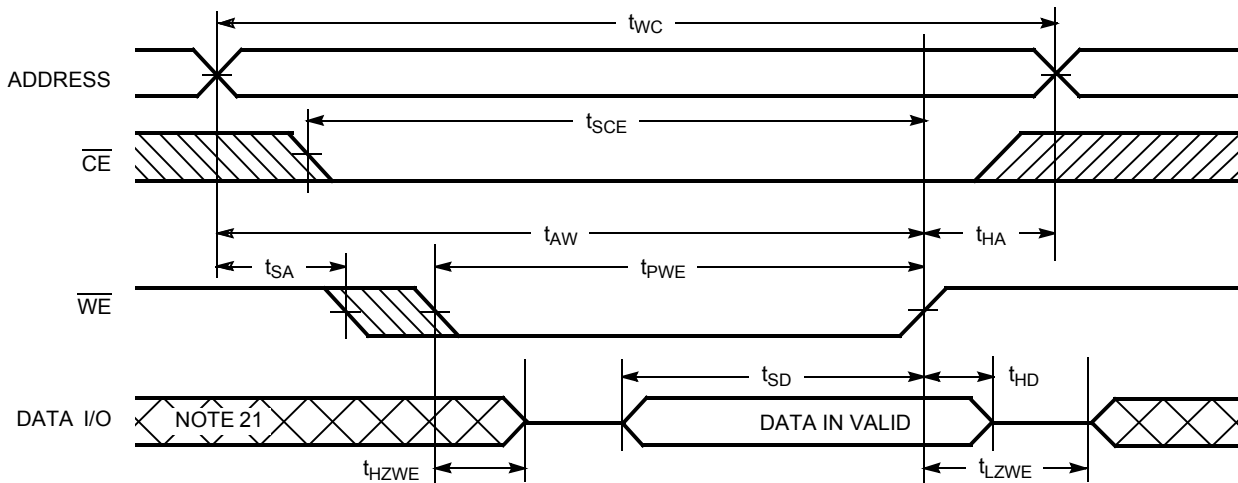 tWC
ADDRESS
tSCE
CE
tAW
tHA
tSA
tPWE
WE
tSD
tHD
DATA I/O
NOTE 21
DATA IN VALID
tHZWE
tLZWE